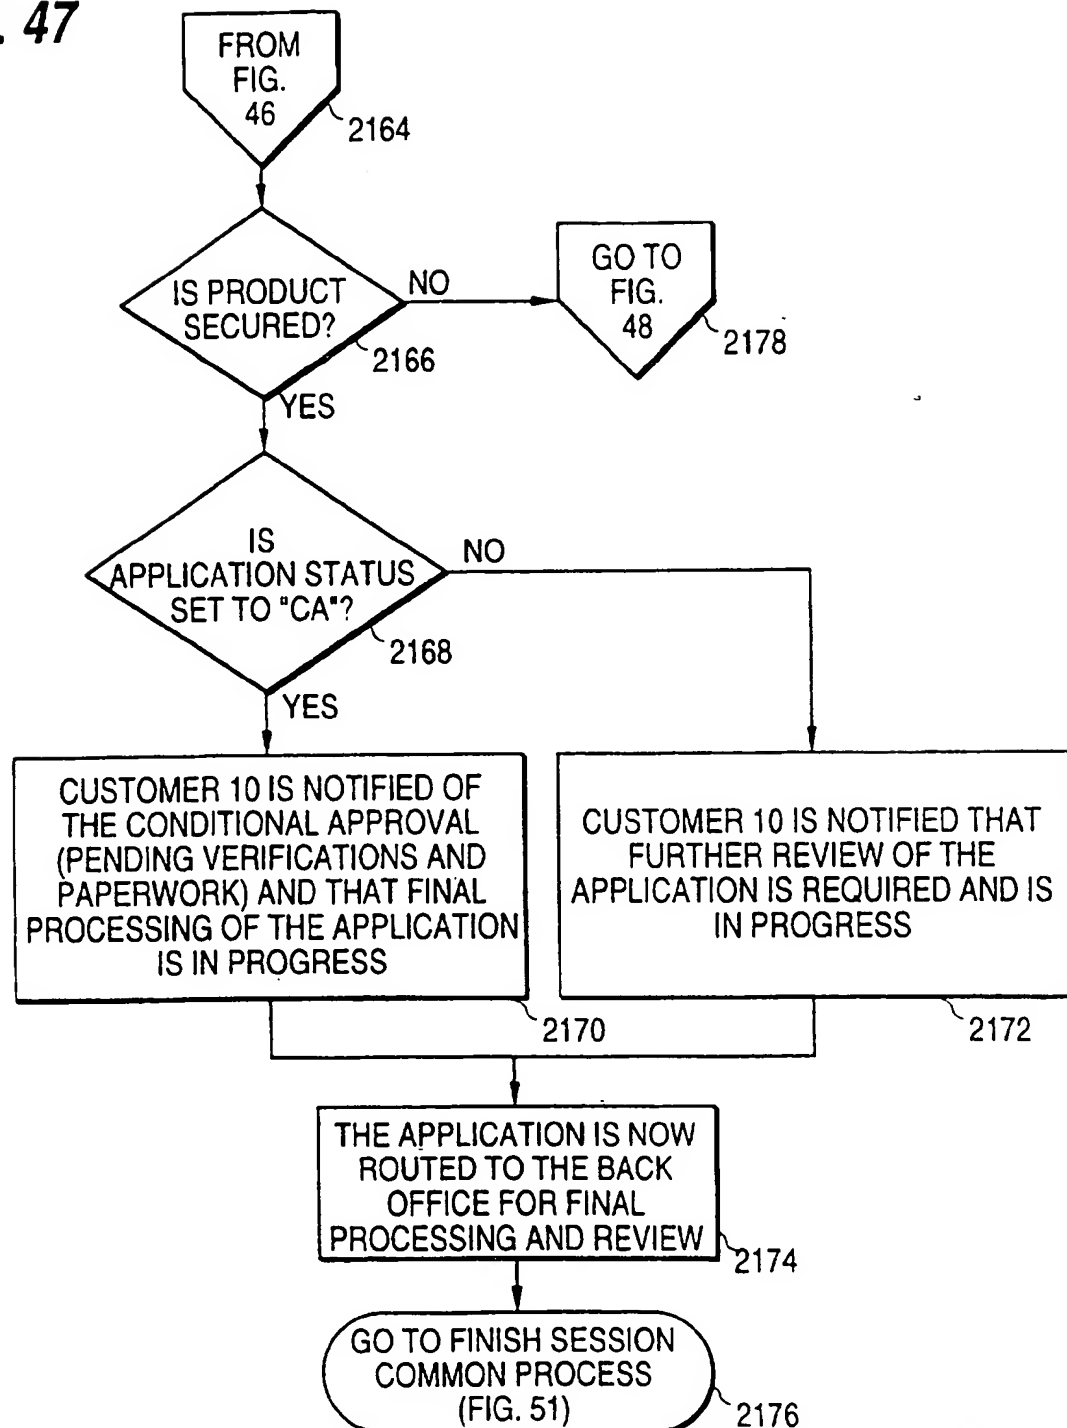 . 47
FROM
FIG.
46
2164
IS PRODUCT
SECURED?
NO
2166
YES
GO TO
FIG.
48
2178
IS
APPLICATION STATUS
SET TO "CA"?
NO
2168
YES
CUSTOMER 10 IS NOTIFIED OF
THE CONDITIONAL APPROVAL
(PENDING VERIFICATIONS AND
PAPERWORK) AND THAT FINAL
PROCESSING OF THE APPLICATION
IS IN PROGRESS
2170
CUSTOMER 10 IS NOTIFIED THAT
FURTHER REVIEW OF THE
APPLICATION IS REQUIRED AND IS
IN PROGRESS
2172
THE APPLICATION IS NOW
ROUTED TO THE BACK
OFFICE FOR FINAL
PROCESSING AND REVIEW
2174
GO TO FINISH SESSION
COMMON PROCESS
(FIG. 51)
2176